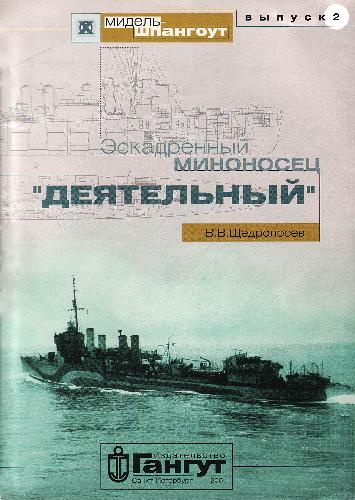 мидель-
шпангоут
выпуск 2
Эскадренный
миноносец
"ДЕЯТЕЛЬНЫЙ"
В.В.Щедролосев
издательство
Гангут
Санкт-Петербург